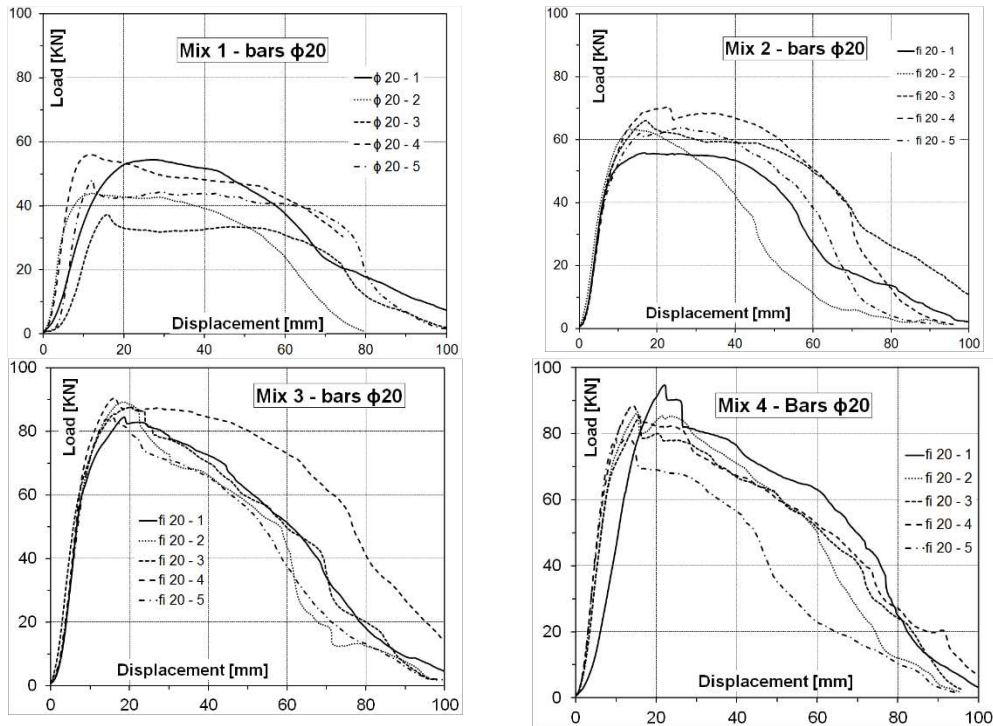 Mix 1 - bars ϕ20
Load [KN]
100
80
60
40
20
0
ϕ 20 - 1
ϕ 20 - 2
ϕ 20 - 3
ϕ 20 - 4
ϕ 20 - 5
Displacement [mm]
0 20 40 60 80 100
Mix 2 - bars ϕ20
Load [KN]
100
80
60
40
20
0
fi 20 - 1
fi 20 - 2
fi 20 - 3
fi 20 - 4
fi 20 - 5
Displacement [mm]
0 20 40 60 80 100
Mix 3 - bars ϕ20
Load [KN]
100
80
60
40
20
0
fi 20 - 1
fi 20 - 2
fi 20 - 3
fi 20 - 4
fi 20 - 5
Displacement [mm]
0 20 40 60 80 100
Mix 4 - Bars ϕ20
Load [KN]
100
80
60
40
20
0
fi 20 - 1
fi 20 - 2
fi 20 - 3
fi 20 - 4
fi 20 - 5
Displacement [mm]
0 20 40 60 80 100